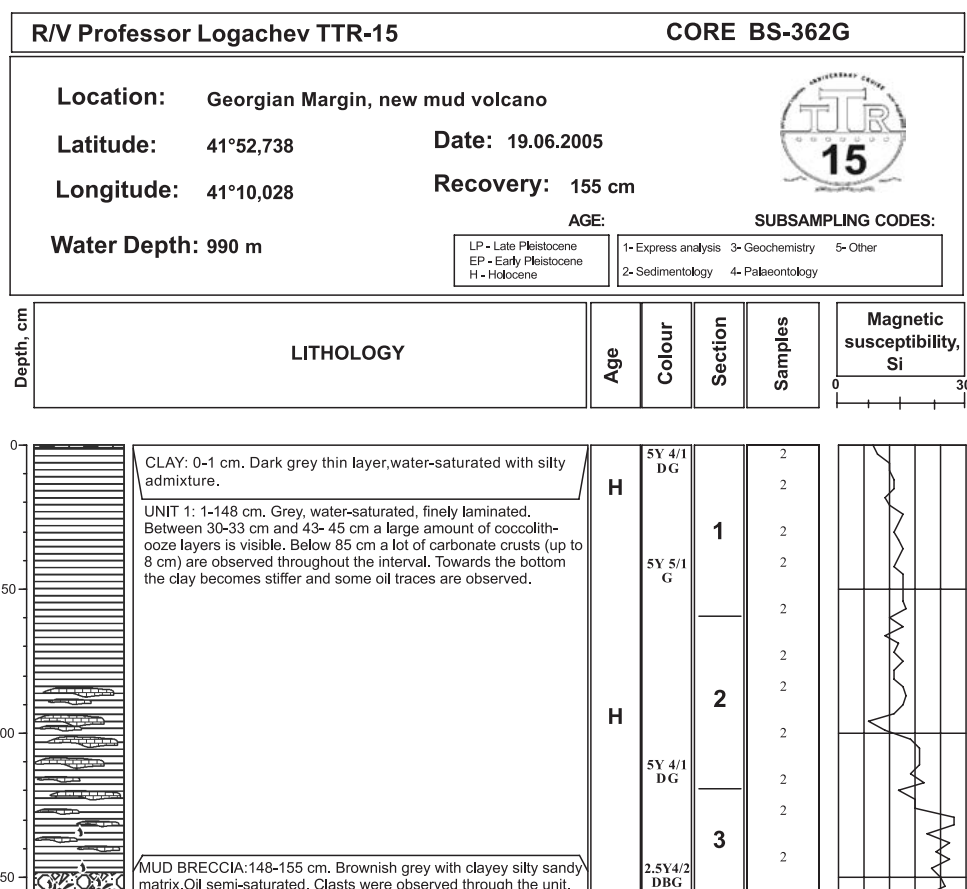 R/V Professor Logachev TTR-15 CORE BS-362G
Location: Georgian Margin, new mud volcano
Latitude: 41°52,738 Date: 19.06.2005
Longitude: 41°10,028 Recovery: 155 cm
Water Depth: 990 m
ANNIVERSARY CRUISE
TTR
15
AGE:
LP - Late Pleistocene
EP - Early Pleistocene
H - Holocene
SUBSAMPLING CODES:
1- Express analysis 3- Geochemistry 5- Other
2- Sedimentology 4- Palaeontology
Depth, cm
LITHOLOGY
Age
Colour
Section
Samples
Magnetic
susceptibility,
Si
0 30
0
50
00
50
CLAY: 0-1 cm. Dark grey thin layer,water-saturated with silty
admixture.
UNIT 1: 1-148 cm. Grey, water-saturated, finely laminated.
Between 30-33 cm and 43- 45 cm a large amount of coccolith-
ooze layers is visible. Below 85 cm a lot of carbonate crusts (up to
8 cm) are observed throughout the interval. Towards the bottom
the clay becomes stiffer and some oil traces are observed.
MUD BRECCIA:148-155 cm. Brownish grey with clayey silty sandy
matrix.Oil semi-saturated. Clasts were observed through the unit.
H
H
5Y 4/1
DG
5Y 5/1
G
5Y 4/1
DG
2.5Y4/2
DBG
1
2
3
2
2
2
2
2
2
2
2
2
2
2